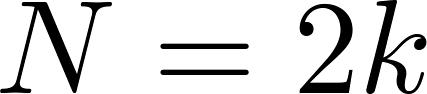 N = 2k